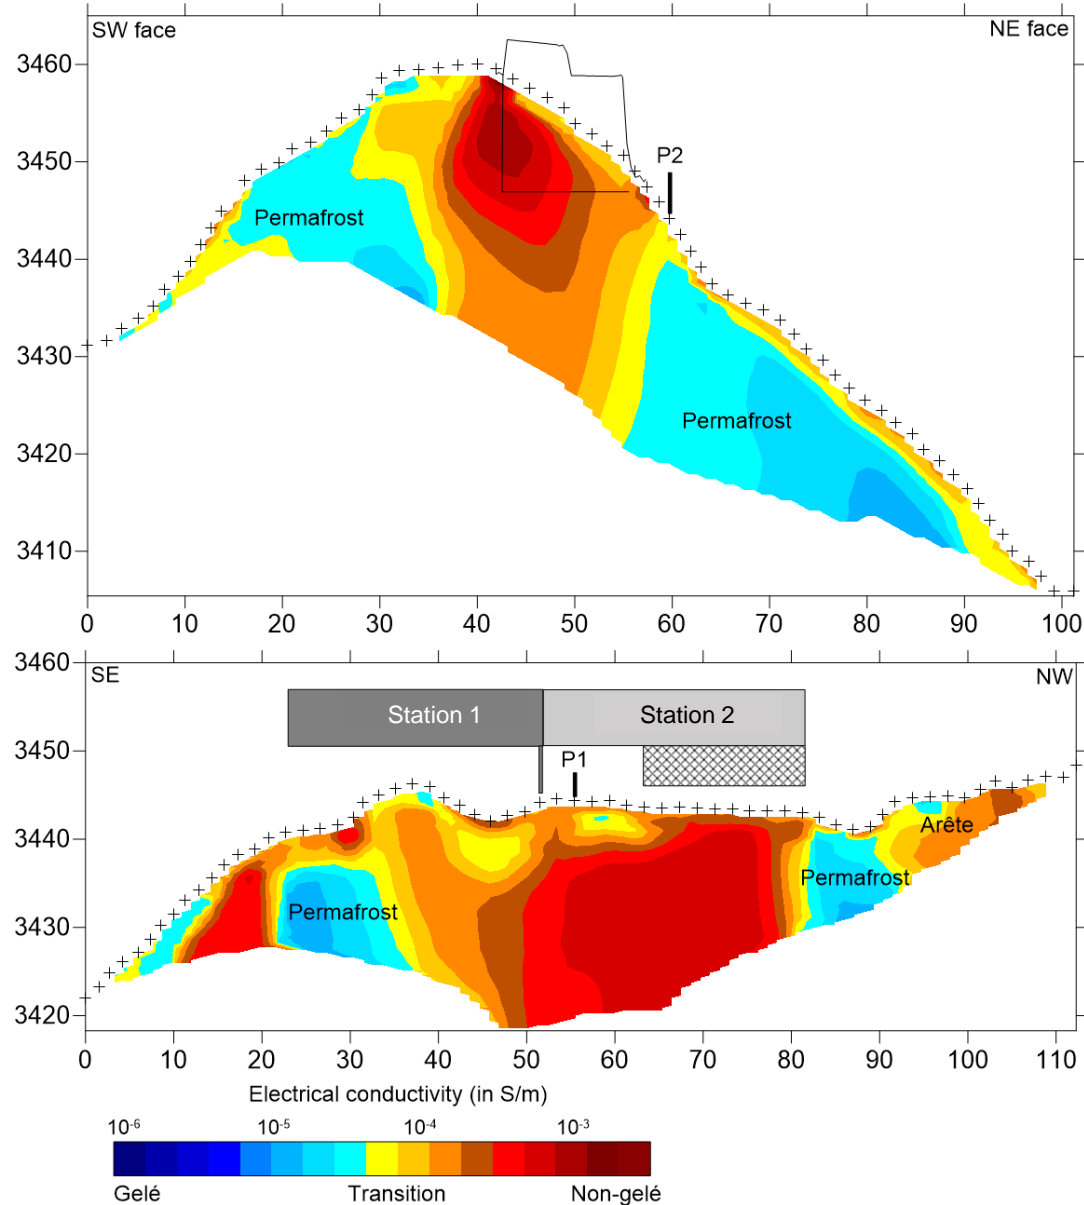 SW face NE face
3460
P2
3450
Permafrost
3440
3430
Permafrost
3420
3410
0 10 20 30 40 50 60 70 80 90 100
3460
SE NW
Station 1 Station 2
3450
P1
3440
Arête
Permafrost
Permafrost
3430
3420
0 10 20 30 40 50 60 70 80 90 100 110
Electrical conductivity (in S/m)
10⁻⁶ 10⁻⁵ 10⁻⁴ 10⁻³
Gelé Transition Non-gelé